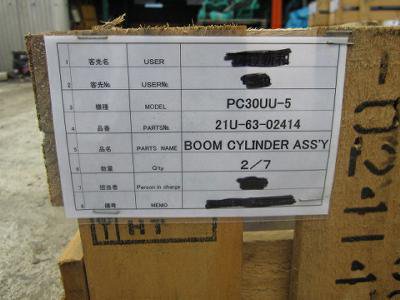 1 客先名 USER
2 客先№ USER№
3 機種 MODEL PC30UU-5
4 品番 PARTS№ 21U-63-02414
5 品名 PARTS NAME BOOM CYLINDER ASS'Y
6 数量 Q'ty 2/7
7 担当者 Person in charge
8 備考 MEMO